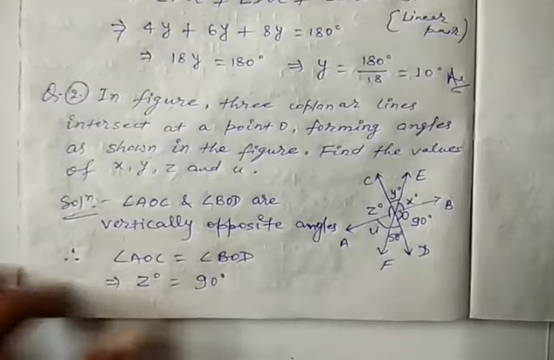 ⇒ 4y + 6y + 8y = 180° [Linear pair)
⇒ 18y = 180° ⇒ y = 180°/18 = 10° Ans
Q.② In figure, three coplanar lines
intersect at a point O, forming angles
as shown in the figure. Find the values
of x, y, z and u.
Solⁿ:- ∠AOC & ∠BOD are
vertically opposite angles
∴ ∠AOC = ∠BOD
⇒ z° = 90°
C E
y°
z° x° B
O 90°
A u 50°
F D